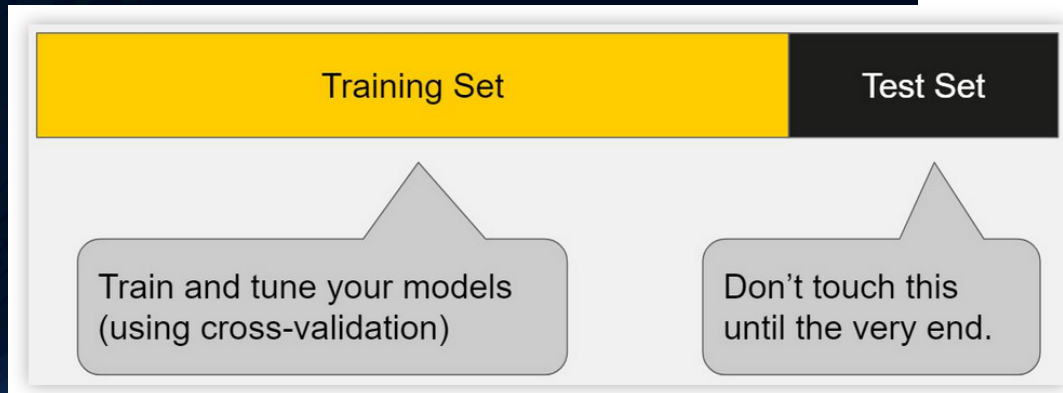 Training Set
Test Set
Train and tune your models
(using cross-validation)
Don’t touch this
until the very end.